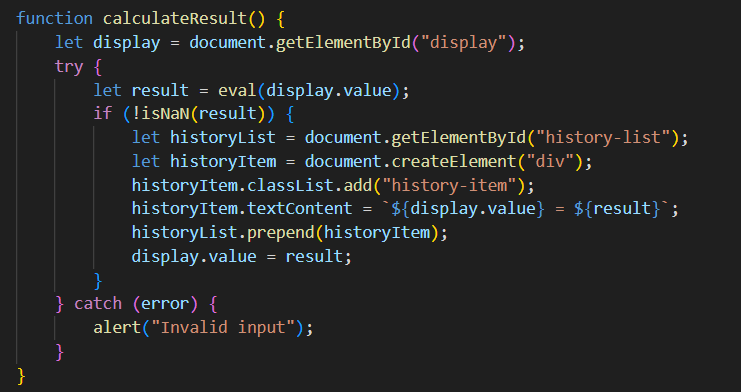 function calculateResult() {
    let display = document.getElementById("display");
    try {
        let result = eval(display.value);
        if (!isNaN(result)) {
            let historyList = document.getElementById("history-list");
            let historyItem = document.createElement("div");
            historyItem.classList.add("history-item");
            historyItem.textContent = `${display.value} = ${result}`;
            historyList.prepend(historyItem);
            display.value = result;
        }
    } catch (error) {
        alert("Invalid input");
    }
}